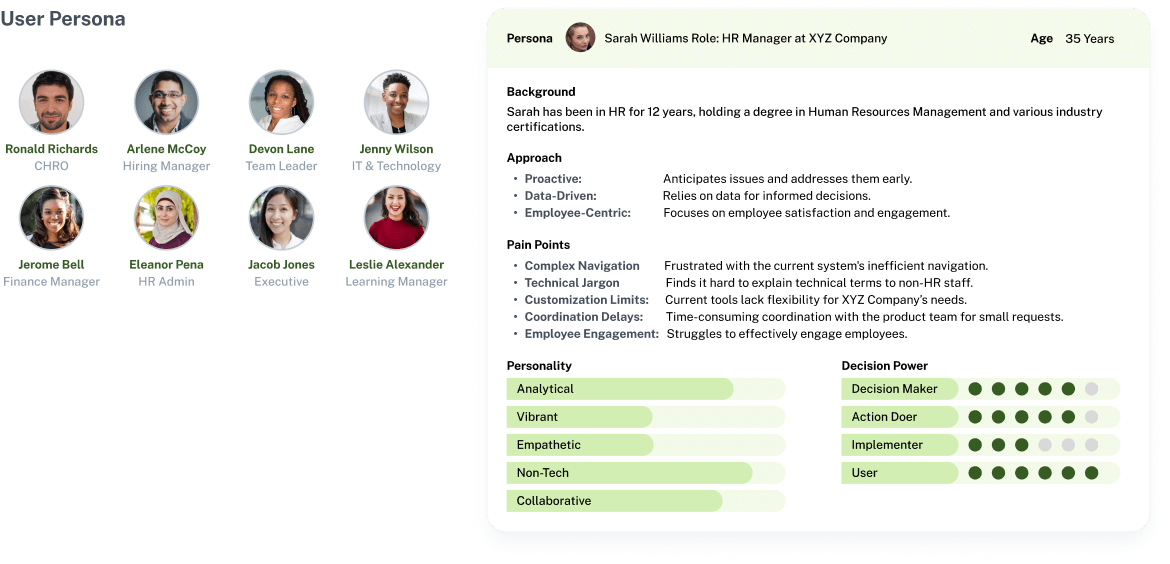 User Persona
Ronald Richards
CHRO
Arlene McCoy
Hiring Manager
Devon Lane
Team Leader
Jenny Wilson
IT & Technology
Jerome Bell
Finance Manager
Eleanor Pena
HR Admin
Jacob Jones
Executive
Leslie Alexander
Learning Manager
Persona Sarah Williams Role: HR Manager at XYZ Company Age 35 Years
Background
Sarah has been in HR for 12 years, holding a degree in Human Resources Management and various industry
certifications.
Approach
• Proactive: Anticipates issues and addresses them early.
• Data-Driven: Relies on data for informed decisions.
• Employee-Centric: Focuses on employee satisfaction and engagement.
Pain Points
• Complex Navigation Frustrated with the current system's inefficient navigation.
• Technical Jargon Finds it hard to explain technical terms to non-HR staff.
• Customization Limits: Current tools lack flexibility for XYZ Company's needs.
• Coordination Delays: Time-consuming coordination with the product team for small requests.
• Employee Engagement: Struggles to effectively engage employees.
Personality
Analytical
Vibrant
Empathetic
Non-Tech
Collaborative
Decision Power
Decision Maker
Action Doer
Implementer
User